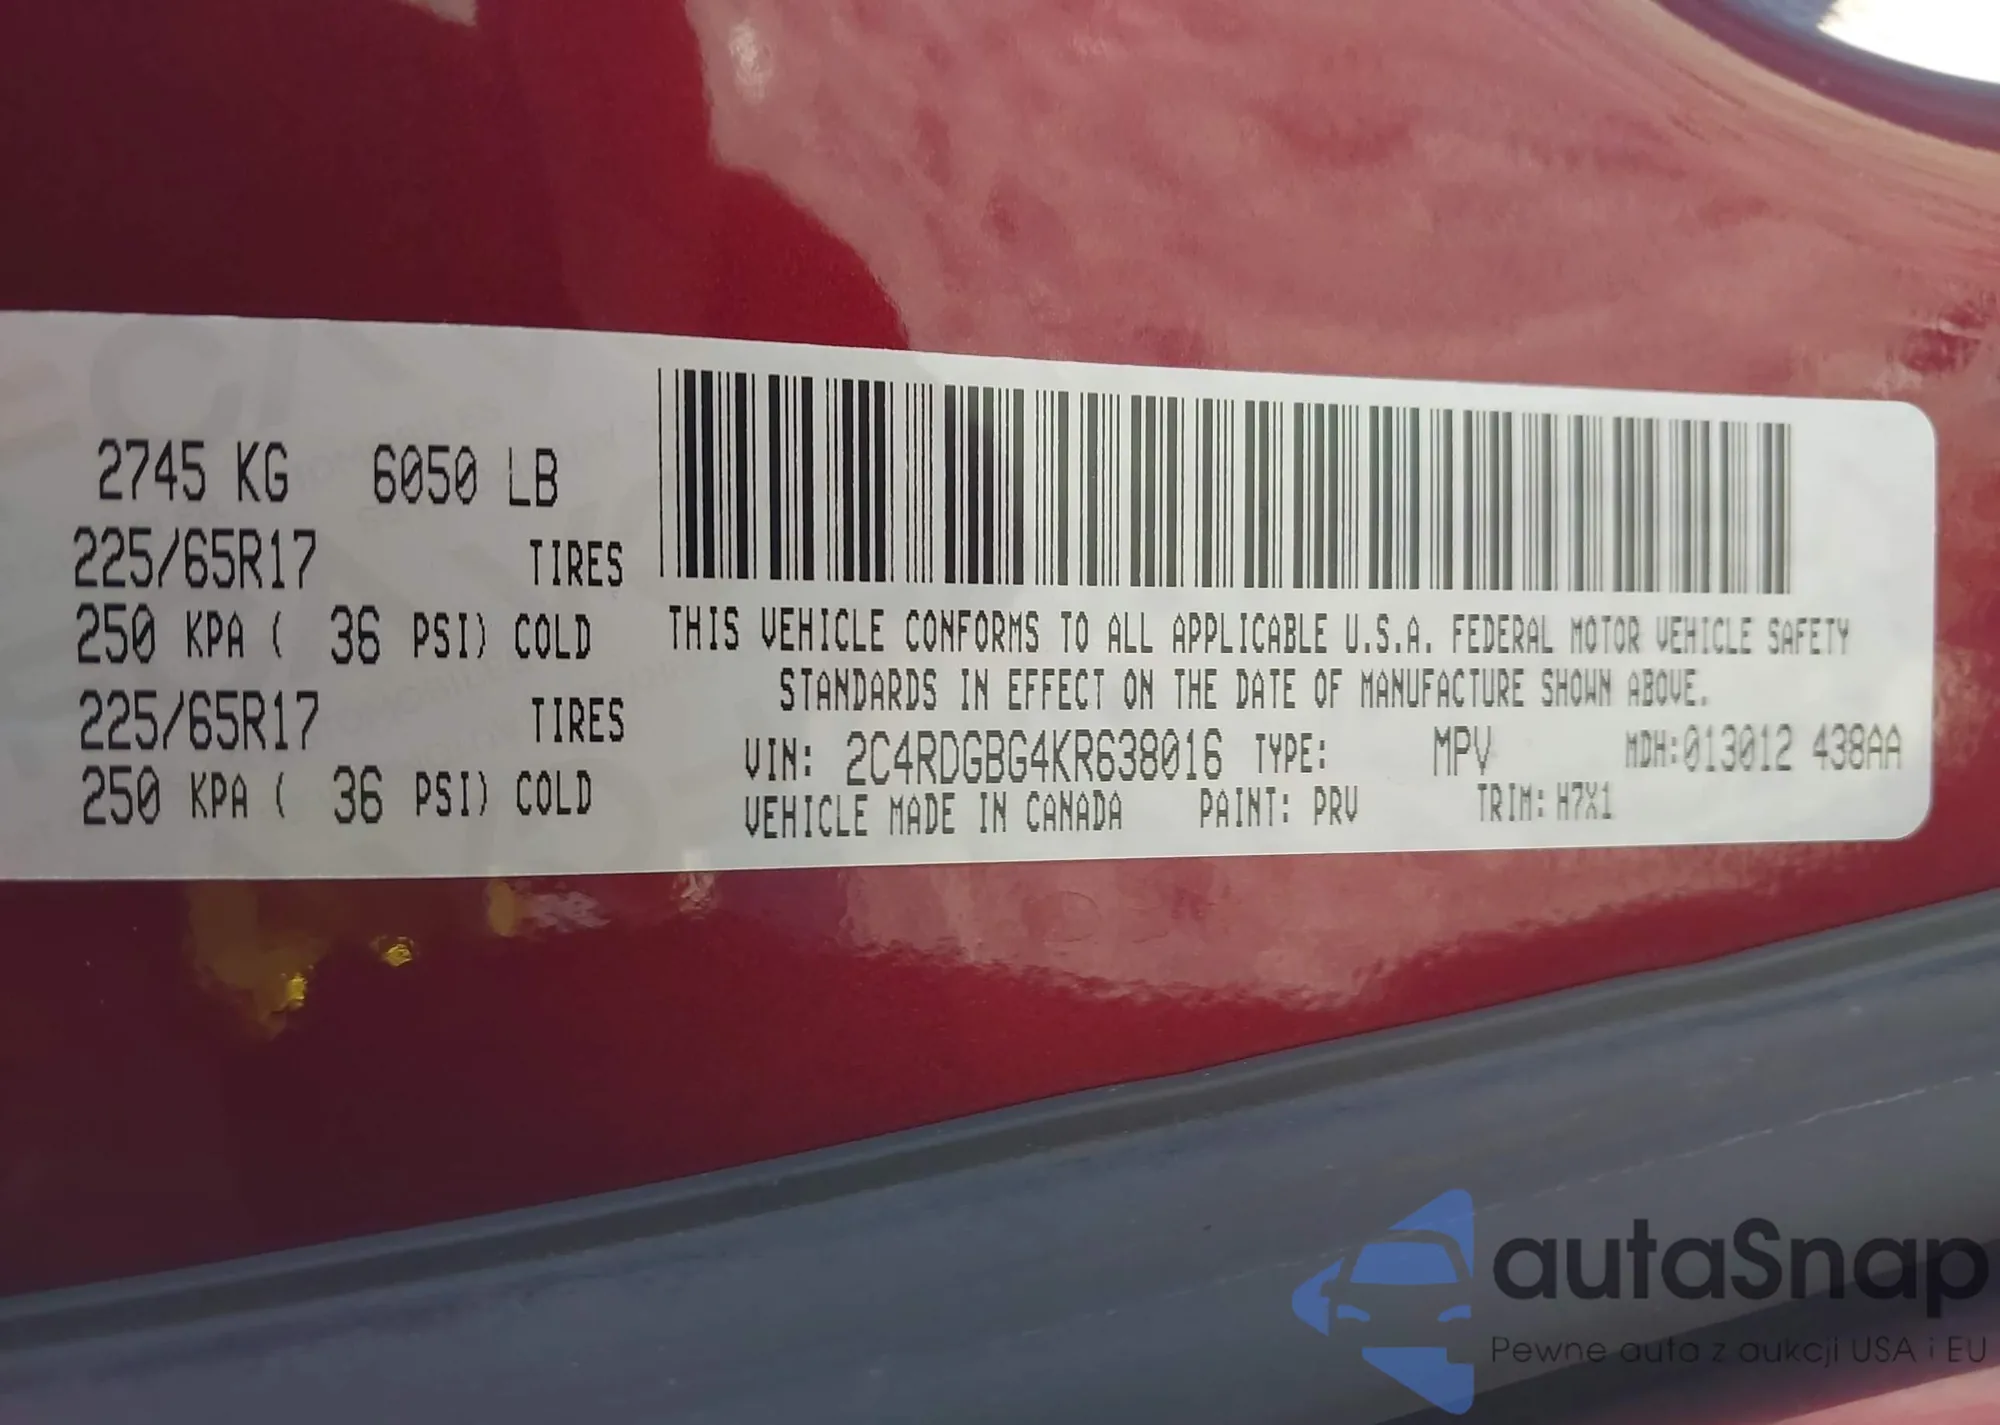 2745 KG 6050 LB
225/65R17 TIRES
250 KPA ( 36 PSI) COLD
225/65R17 TIRES
250 KPA ( 36 PSI) COLD
THIS VEHICLE CONFORMS TO ALL APPLICABLE U.S.A. FEDERAL MOTOR VEHICLE SAFETY
STANDARDS IN EFFECT ON THE DATE OF MANUFACTURE SHOWN ABOVE.
VIN: 2C4RDGBG4KR638016 TYPE: MPV MDH:013012 438AA
VEHICLE MADE IN CANADA PAINT: PRV TRIM: H7X1
autaSnap
Pewne auta z aukcji USA i EU